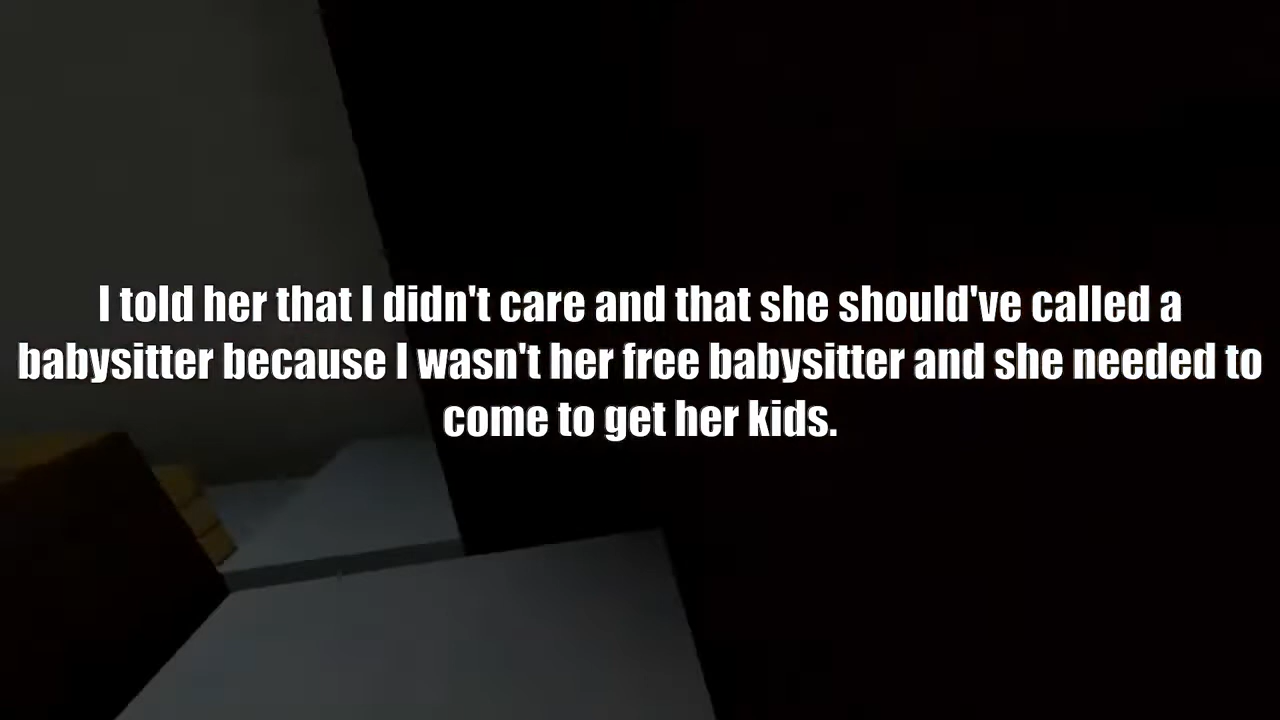 I told her that I didn't care and that she should've called a
babysitter because I wasn't her free babysitter and she needed to
come to get her kids.